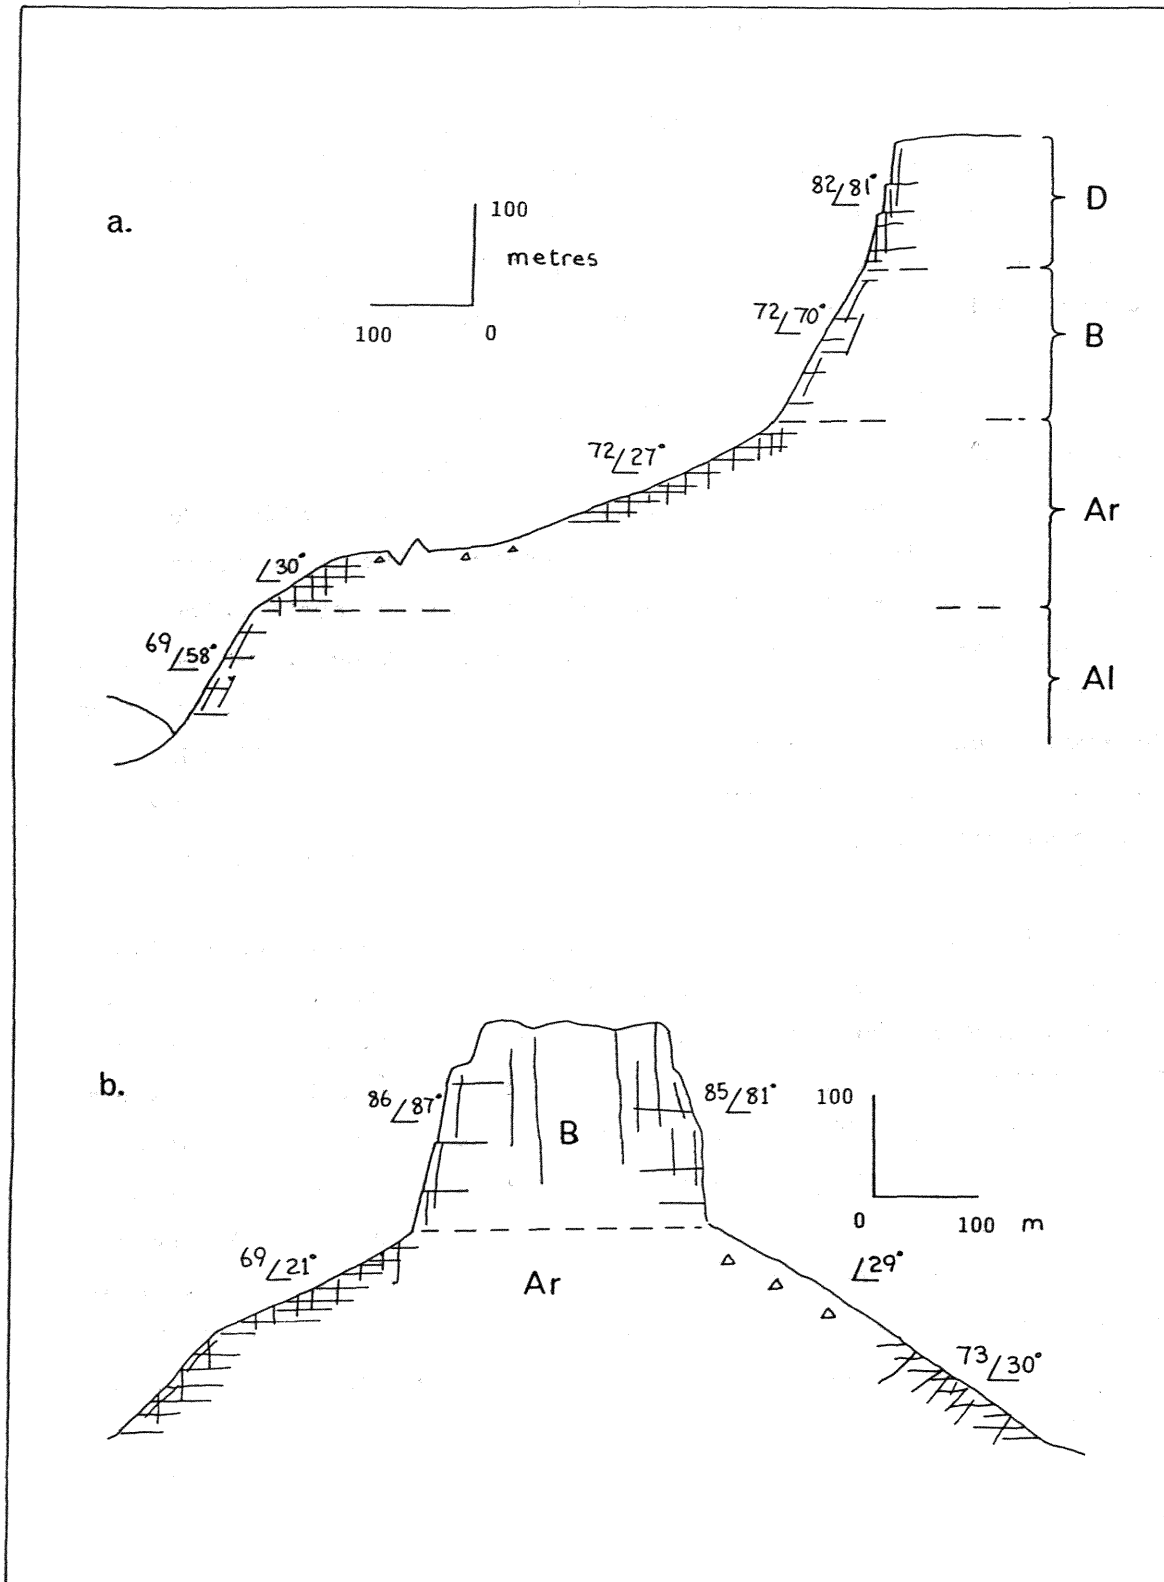 a.
100
metres
100 0
82∠81°
D
72∠70°
B
72∠27°
Ar
∠30°
69∠58°
Al
b.
86∠87°
85∠81°
100
B
0 100 m
69∠21°
Ar
∠29°
73∠30°